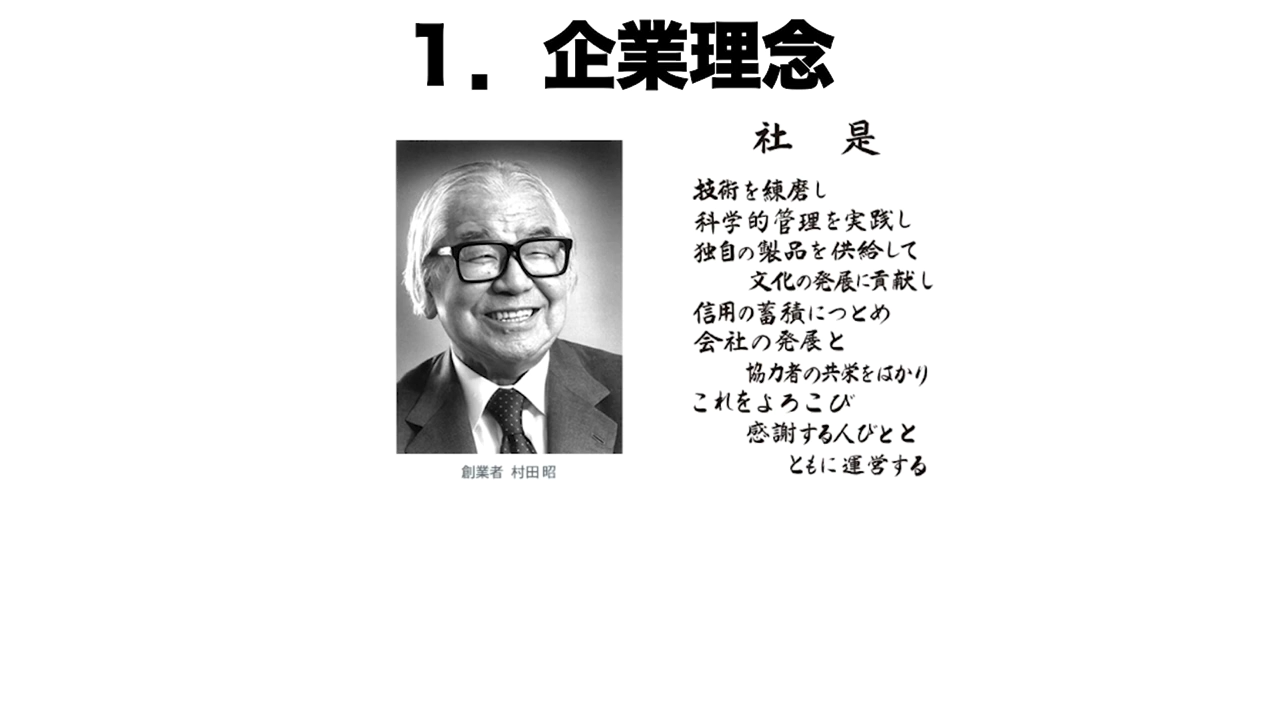 1. 企業理念
社 是
技術を練磨し
科学的管理を実践し
独自の製品を供給して
文化の発展に貢献し
信用の蓄積につとめ
会社の発展と
協力者の共栄をはかり
これをよろこび
感謝する人びとと
ともに運営する
創業者 村田 昭